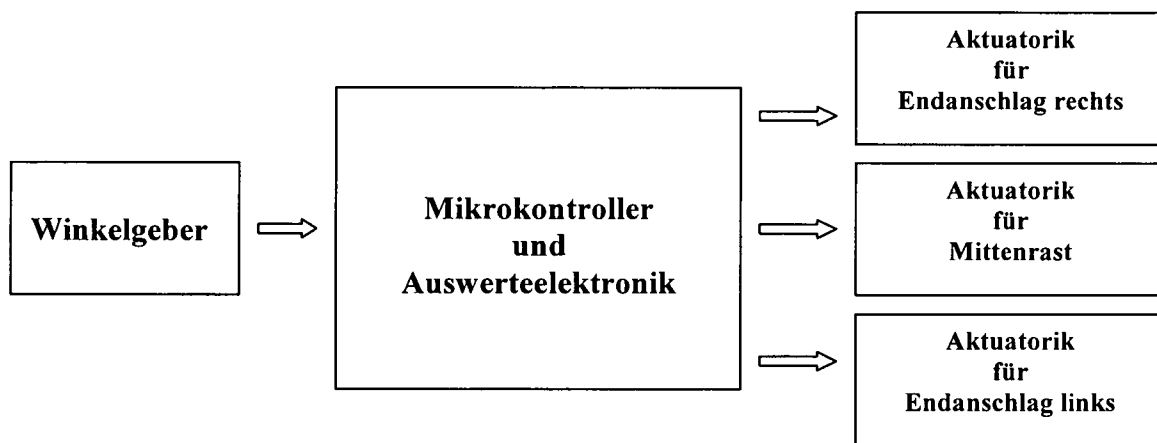 Winkelgeber
Mikrokontroller
und
Auswerteelektronik
Aktuatorik
für
Endanschlag rechts
Aktuatorik
für
Mittenrast
Aktuatorik
für
Endanschlag links